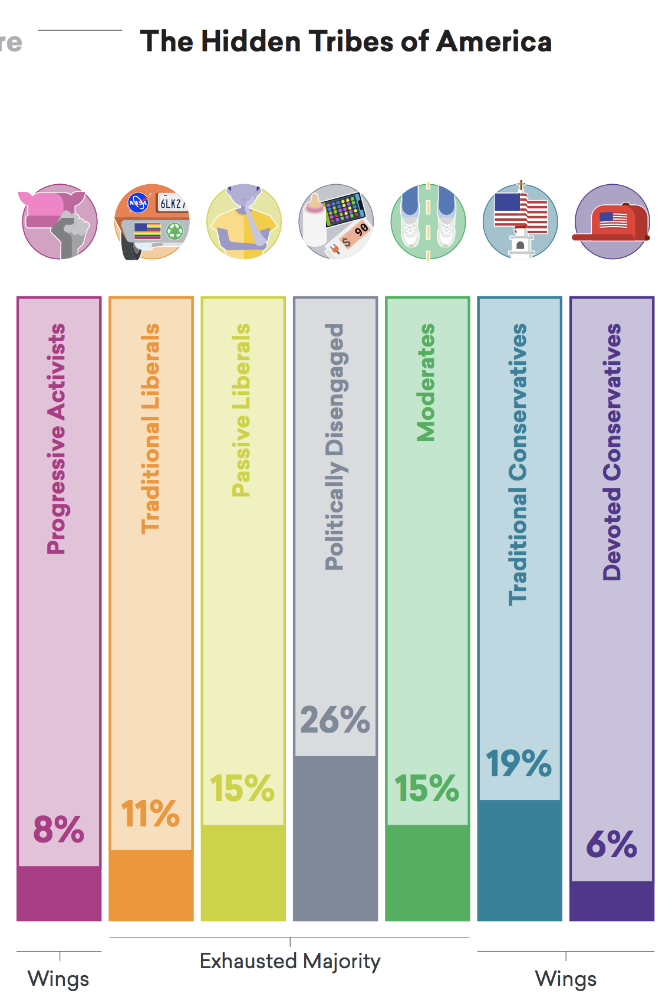 re
The Hidden Tribes of America
NASA
6LK27
$ 90
Progressive Activists
Traditional Liberals
Passive Liberals
Politically Disengaged
Moderates
Traditional Conservatives
Devoted Conservatives
8%
11%
15%
26%
15%
19%
6%
Wings
Exhausted Majority
Wings